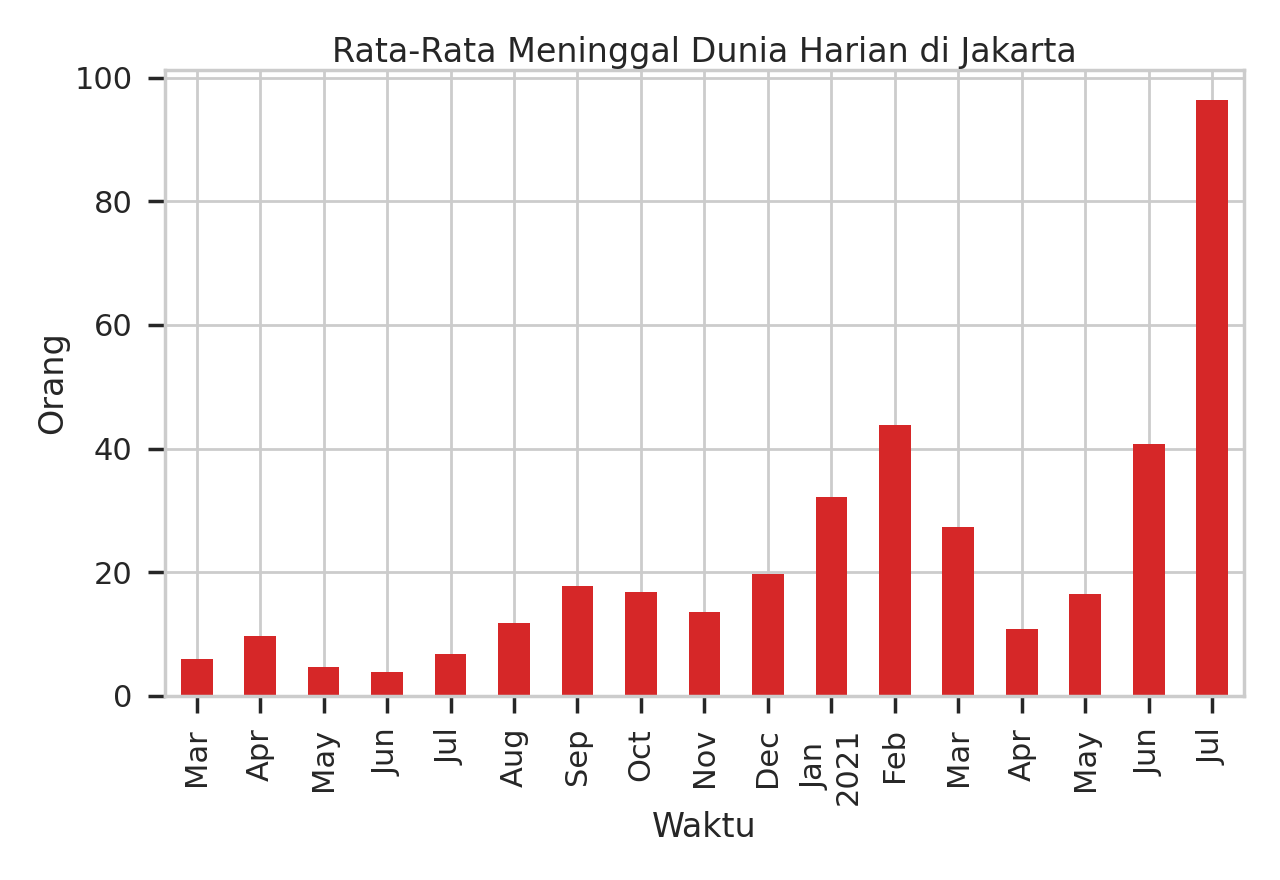 Rata-Rata Meninggal Dunia Harian di Jakarta
100
80
60
40
20
0
Orang
Mar
Apr
May
Jun
Jul
Aug
Sep
Oct
Nov
Dec
Jan
2021
Feb
Mar
Apr
May
Jun
Jul
Waktu